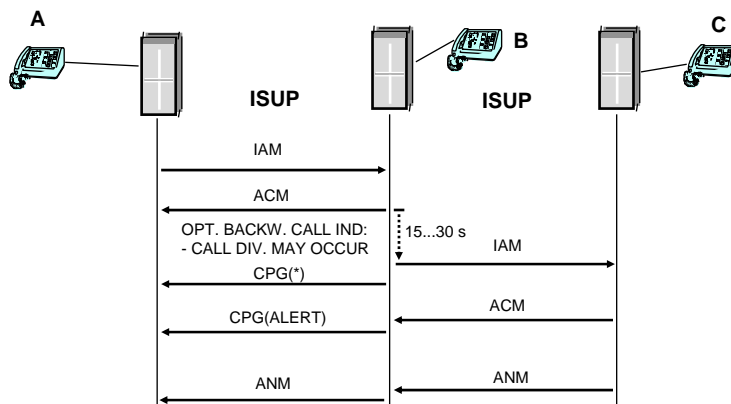 A
B
C
ISUP
ISUP
IAM
ACM
OPT. BACKW. CALL IND:
- CALL DIV. MAY OCCUR
15...30 s
IAM
CPG(*)
ACM
CPG(ALERT)
ANM
ANM